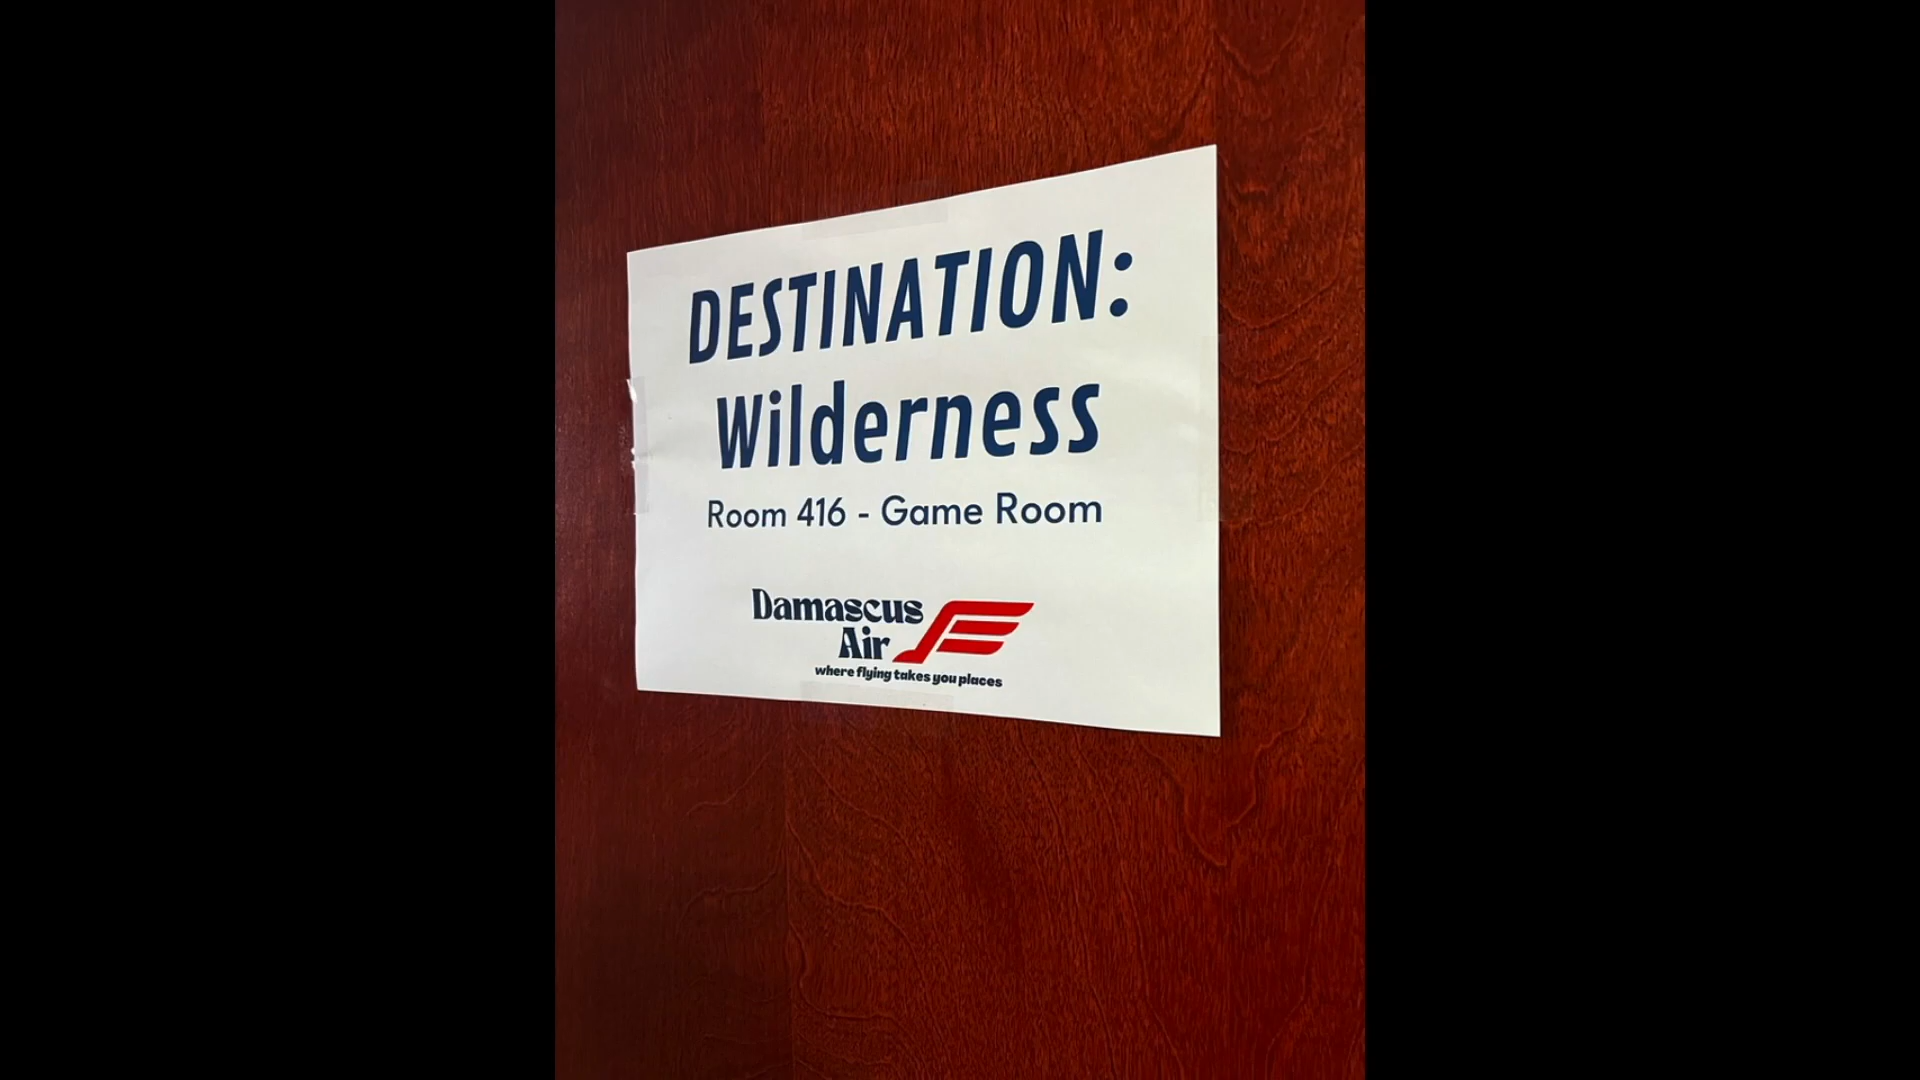 DESTINATION:
Wilderness
Room 416 - Game Room
Damascus
Air
where flying takes you places